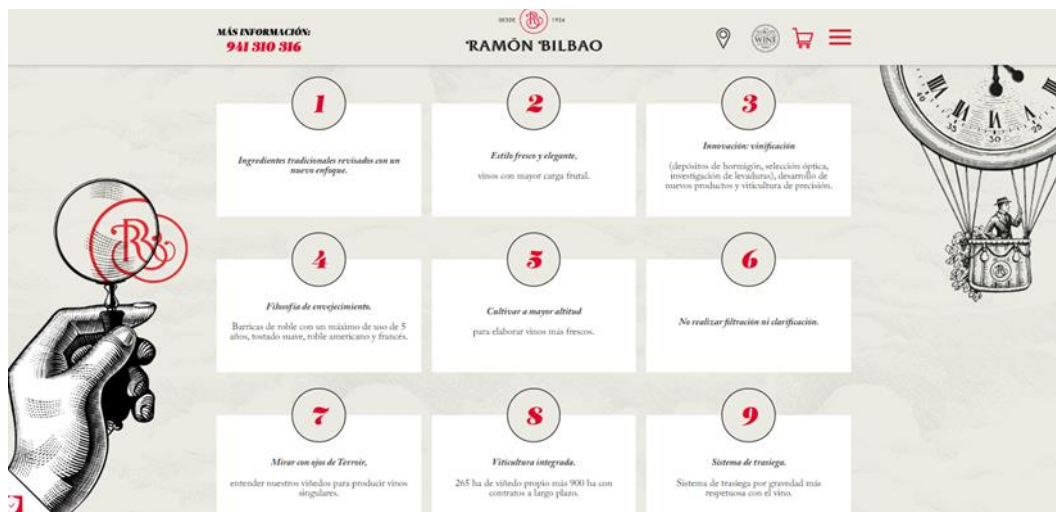 MÁS INFORMACIÓN:
941 310 316
DESDE 1924
RAMÓN BILBAO
WINE
1
Ingredientes tradicionales revisados con un
nuevo enfoque.
2
Estilo fresco y elegante,
vinos con mayor carga frutal.
3
Innovación: vinificación
(depósitos de hormigón, selección óptica,
investigación de levaduras), desarrollo de
nuevos productos y viticultura de precisión.
4
Filosofía de envejecimiento.
Barricas de roble con un máximo de uso de 5
años, tostado suave, roble americano y francés.
5
Cultivar a mayor altitud
para elaborar vinos más frescos.
6
No realizar filtración ni clarificación.
7
Mirar con ojos de Terroir,
entender nuestros viñedos para producir vinos
singulares.
8
Viticultura integrada.
265 ha de viñedo propio más 900 ha con
contratos a largo plazo.
9
Sistema de trasiega.
Sistema de trasiega por gravedad más
respetuosa con el vino.
40
35
30
25